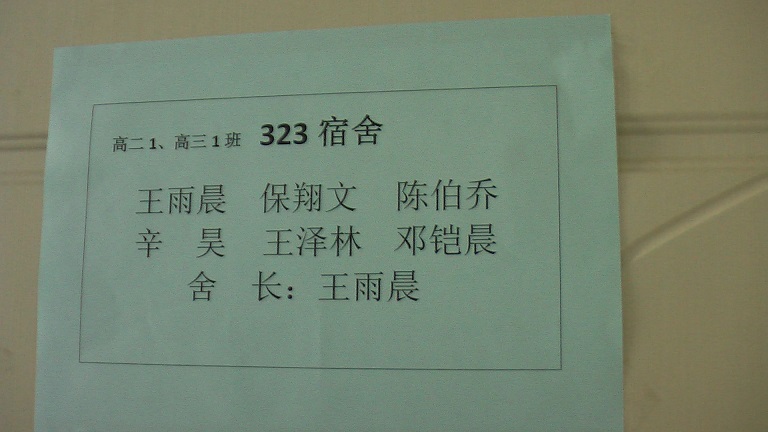 高二 1、高三 1 班 323 宿舍
王雨晨 保翔文 陈伯乔
辛 昊 王泽林 邓铠晨
舍 长：王雨晨